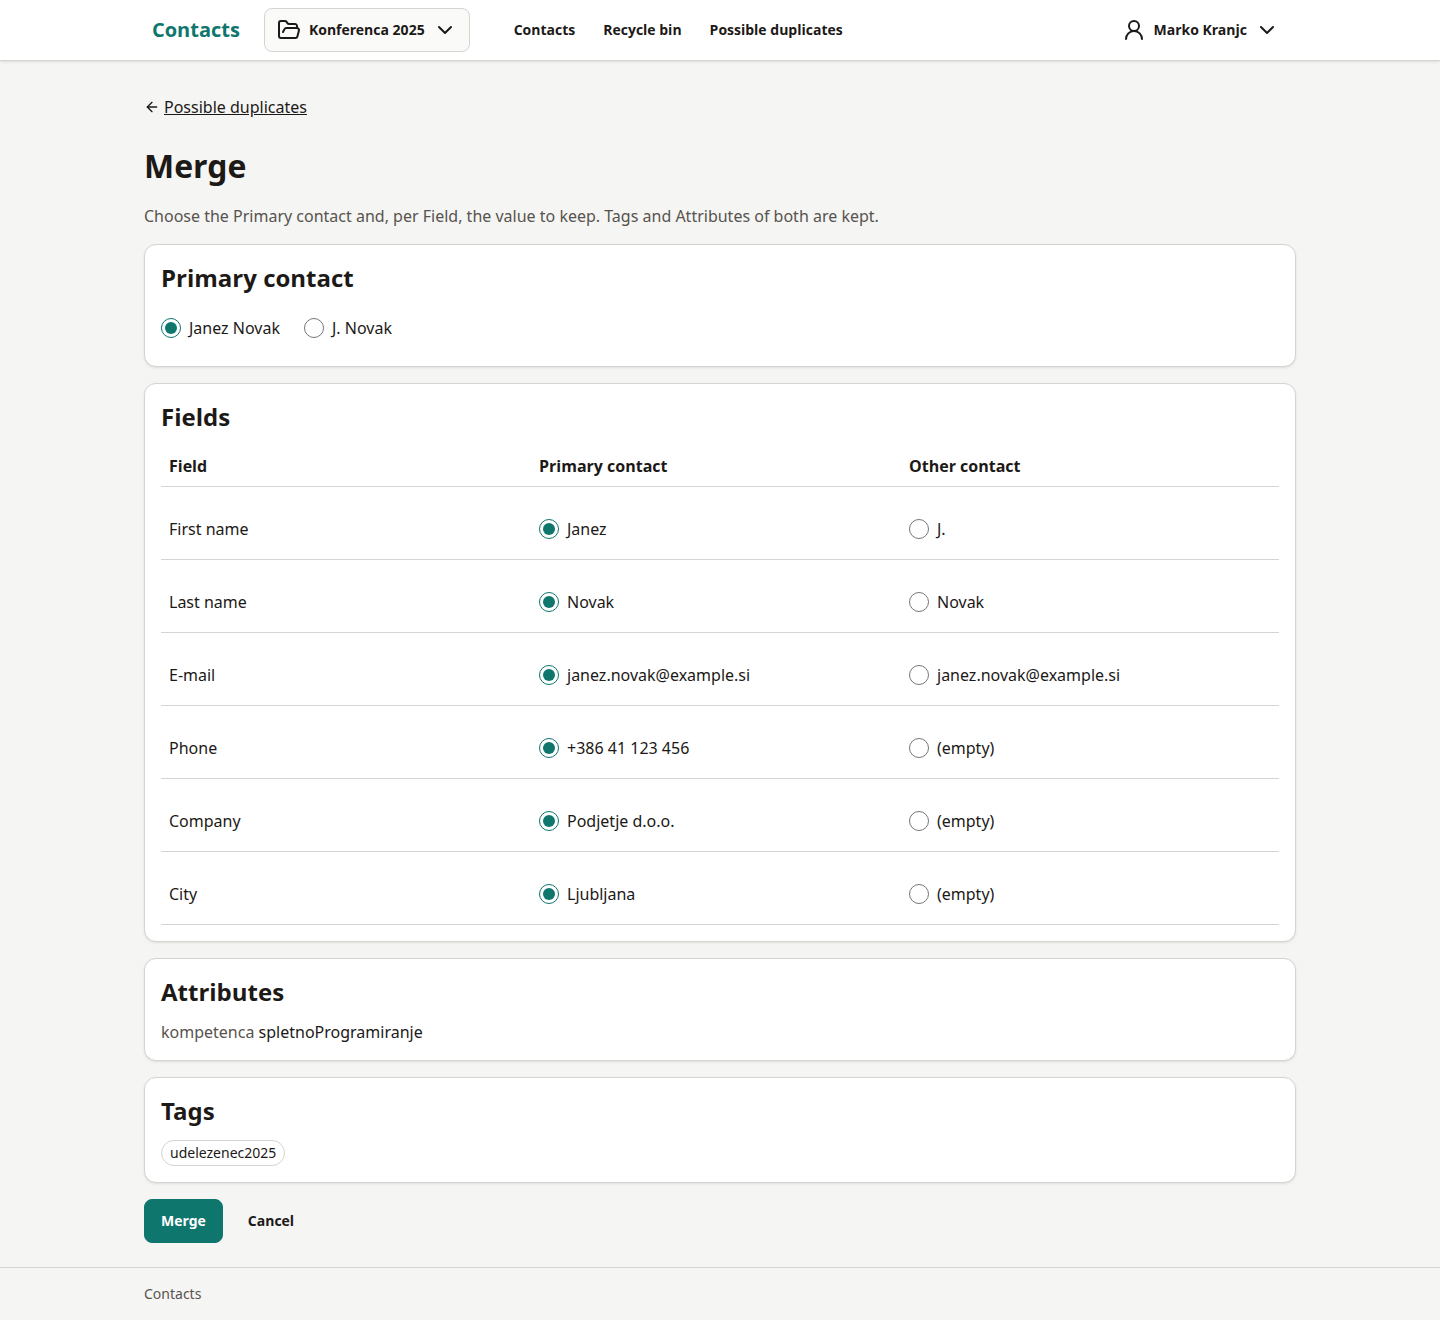 Contacts Konferenca 2025 Contacts Recycle bin Possible duplicates Marko Kranjc
Possible duplicates
Merge
Choose the Primary contact and, per Field, the value to keep. Tags and Attributes of both are kept.
Primary contact
Janez Novak J. Novak
Fields
Field Primary contact Other contact
First name Janez J.
Last name Novak Novak
E-mail janez.novak@example.si janez.novak@example.si
Phone +386 41 123 456 (empty)
Company Podjetje d.o.o. (empty)
City Ljubljana (empty)
Attributes
kompetenca spletnoProgramiranje
Tags
udelezenec2025
Merge Cancel
Contacts